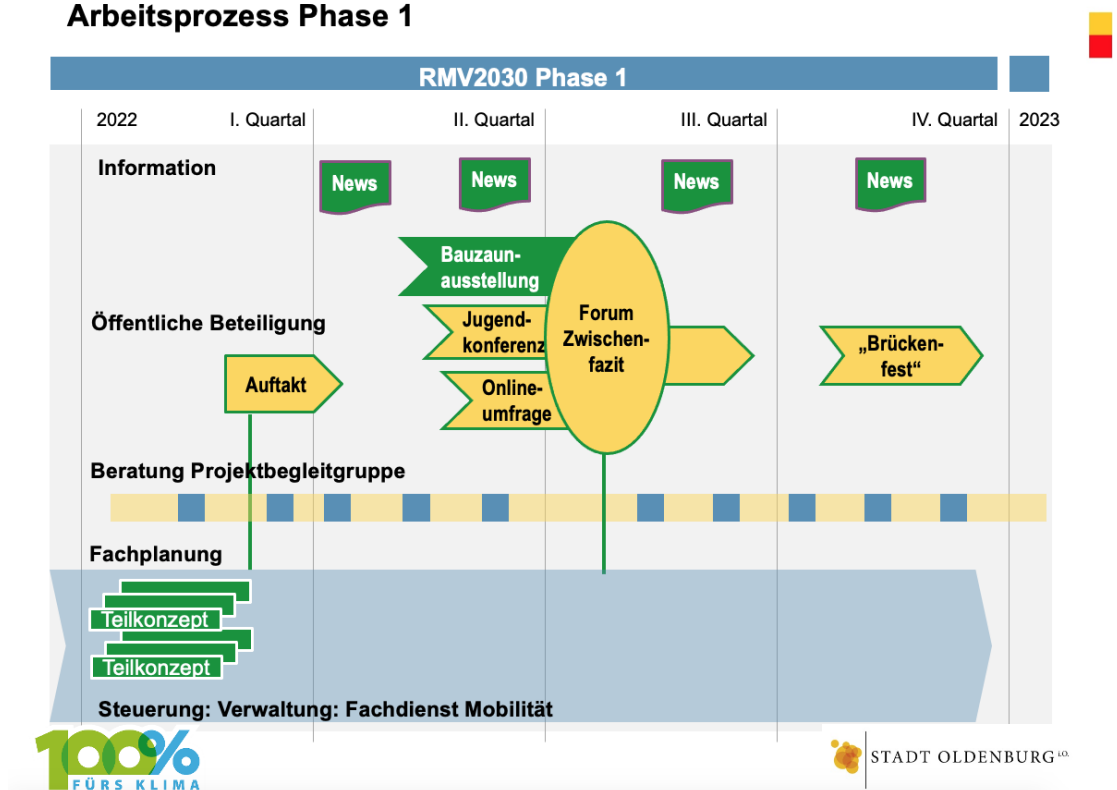 Arbeitsprozess Phase 1
RMV2030 Phase 1
2022
I. Quartal
II. Quartal
III. Quartal
IV. Quartal
2023
Information
News
News
News
News
Bauzaun-
ausstellung
Öffentliche Beteiligung
Jugend-
konferenz
Forum
Zwischen-
fazit
„Brücken-
fest“
Auftakt
Online-
umfrage
Beratung Projektbegleitgruppe
Fachplanung
Teilkonzept
Teilkonzept
Steuerung: Verwaltung: Fachdienst Mobilität
100%
FÜRS KLIMA
STADT OLDENBURG i.O.